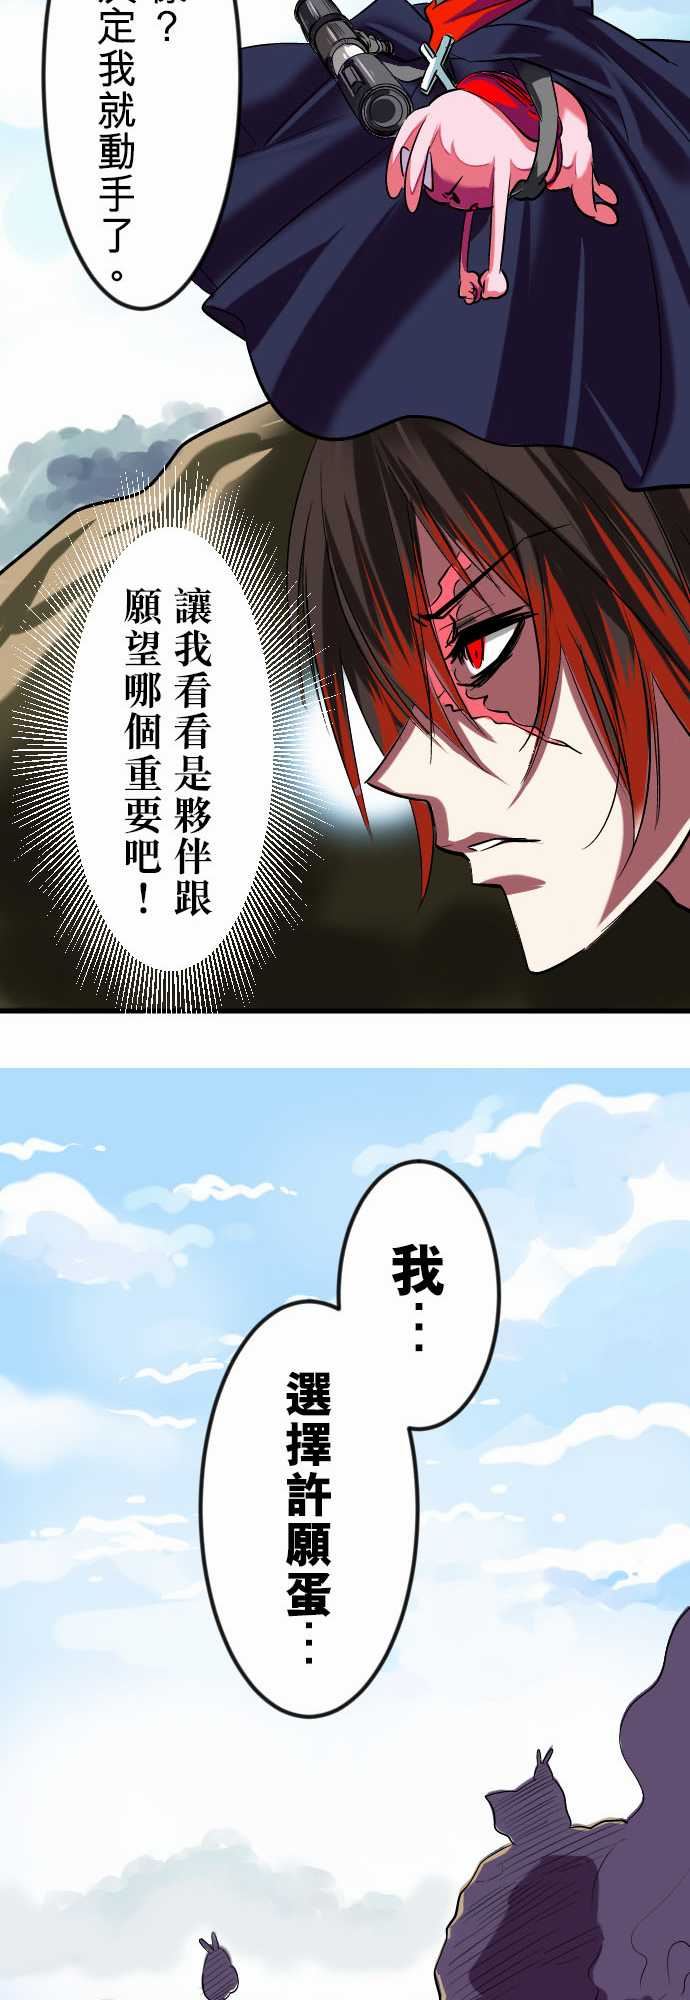 定我就動手了。
讓我看看是夥伴跟
願望哪個重要吧！
我…
選擇許願蛋…